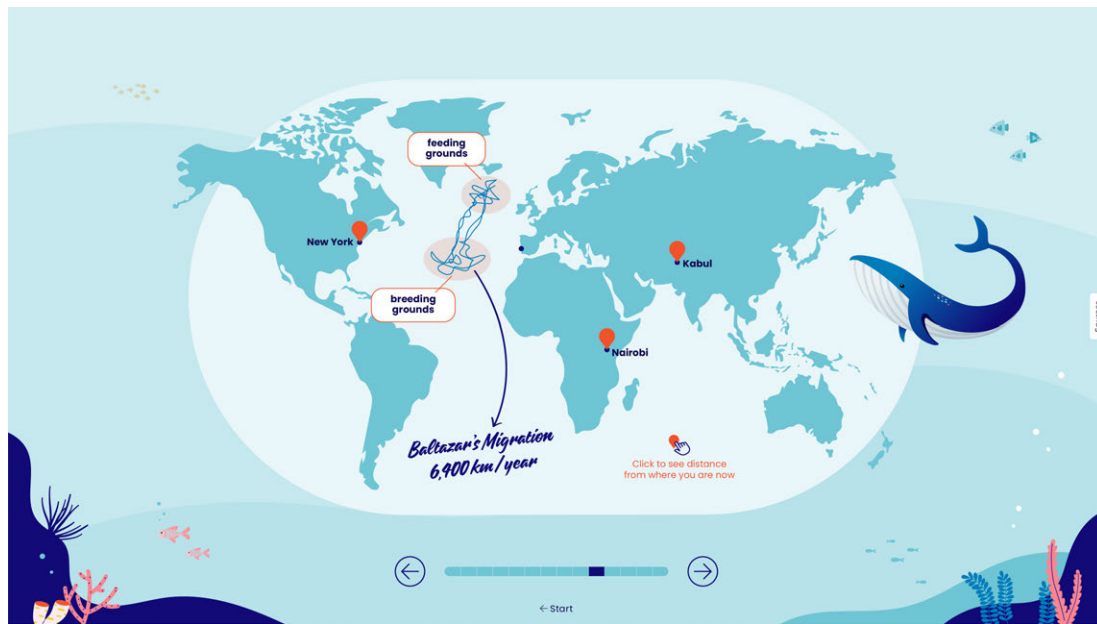 feeding
grounds
New York
Kabul
breeding
grounds
Nairobi
Baltazar's Migration
6,400 km/year
Click to see distance
from where you are now
← Start
Sources